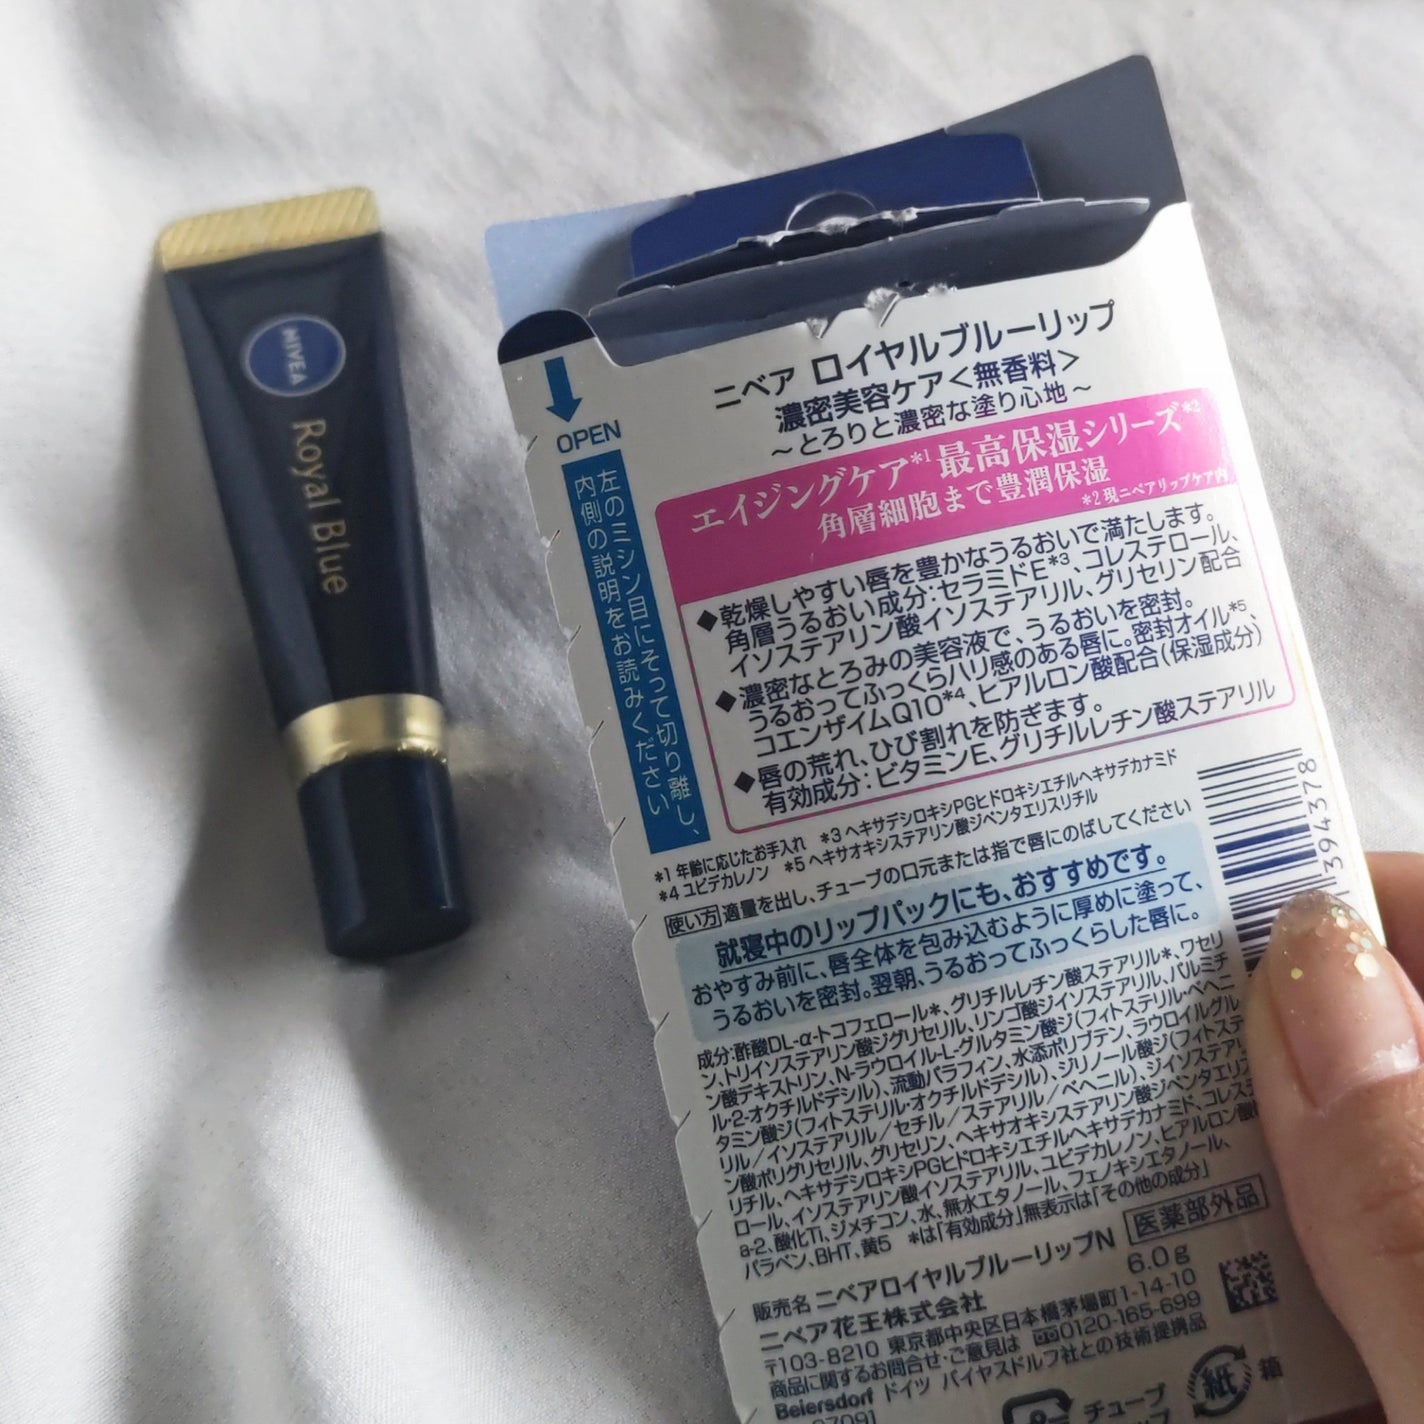 NIVEA
Royal Blue
OPEN
左のミシン目にそって切り離し、
内側の説明をお読みください
ニベア ロイヤルブルーリップ
濃密美容ケア＜無香料＞
～とろりと濃密な塗り心地～
エイジングケア*1 最高保湿シリーズ*2
角層細胞まで豊潤保湿
*2 現ニベアリップケア内
◆乾燥しやすい唇を豊かなうるおいで満たします。
角層うるおい成分：セラミドE*3、コレステロール、
イソステアリン酸イソステアリル、グリセリン配合
◆濃密なとろみの美容液で、うるおいを密封。
うるおってふっくらハリ感のある唇に。密封オイル*5、
コエンザイムQ10*4、ヒアルロン酸配合(保湿成分)
◆唇の荒れ、ひび割れを防ぎます。
有効成分：ビタミンE、グリチルレチン酸ステアリル
*1 年齢に応じたお手入れ *3 ヘキサデシロキシPGヒドロキシエチルヘキサデカナミド
*4 ユビデカレノン *5 ヘキサオキシステアリン酸ジペンタエリスリチル
使い方 適量を出し、チューブの口元または指で唇にのばしてください
就寝中のリップパックにも、おすすめです。
おやすみ前に、唇全体を包み込むように厚めに塗って、
うるおいを密封。翌朝、うるおってふっくらした唇に。
成分：酢酸DL-α-トコフェロール*、グリチルレチン酸ステアリル*、ワセリ
ン、トリイソステアリン酸ジグリセリル、リンゴ酸ジイソステアリル、パルミチ
ン酸デキストリン、N-ラウロイル-L-グルタミン酸ジ(フィトステリル・ベヘニ
ル・2-オクチルドデシル)、流動パラフィン、水添ポリブテン、ラウロイルグル
タミン酸ジ(フィトステリル・オクチルドデシル)、ジリノール酸ジ(フィトステ
リル/イソステアリル/セチル/ステアリル/ベヘニル)、ジイソステアリ
ン酸ポリグリセリル、グリセリン、ヘキサオキシステアリン酸ジペンタエリス
リチル、ヘキサデシロキシPGヒドロキシエチルヘキサデカナミド、コレス
ロール、イソステアリン酸イソステアリル、ユビデカレノン、ヒアルロン酸
a-2、酸化Ti、ジメチコン、水、無水エタノール、フェノキシエタノール、
パラベン、BHT、黄5 *は「有効成分」無表示は「その他の成分」
販売名 ニベアロイヤルブルーリップN 医薬部外品
ニベア花王株式会社 6.0g
〒103-8210 東京都中央区日本橋茅場町1-14-10
商品に関するお問合せ・ご意見は 0120-165-699
Beiersdorf ドイツ バイヤスドルフ社との技術提携品
07091
チューブ
紙
箱
394378